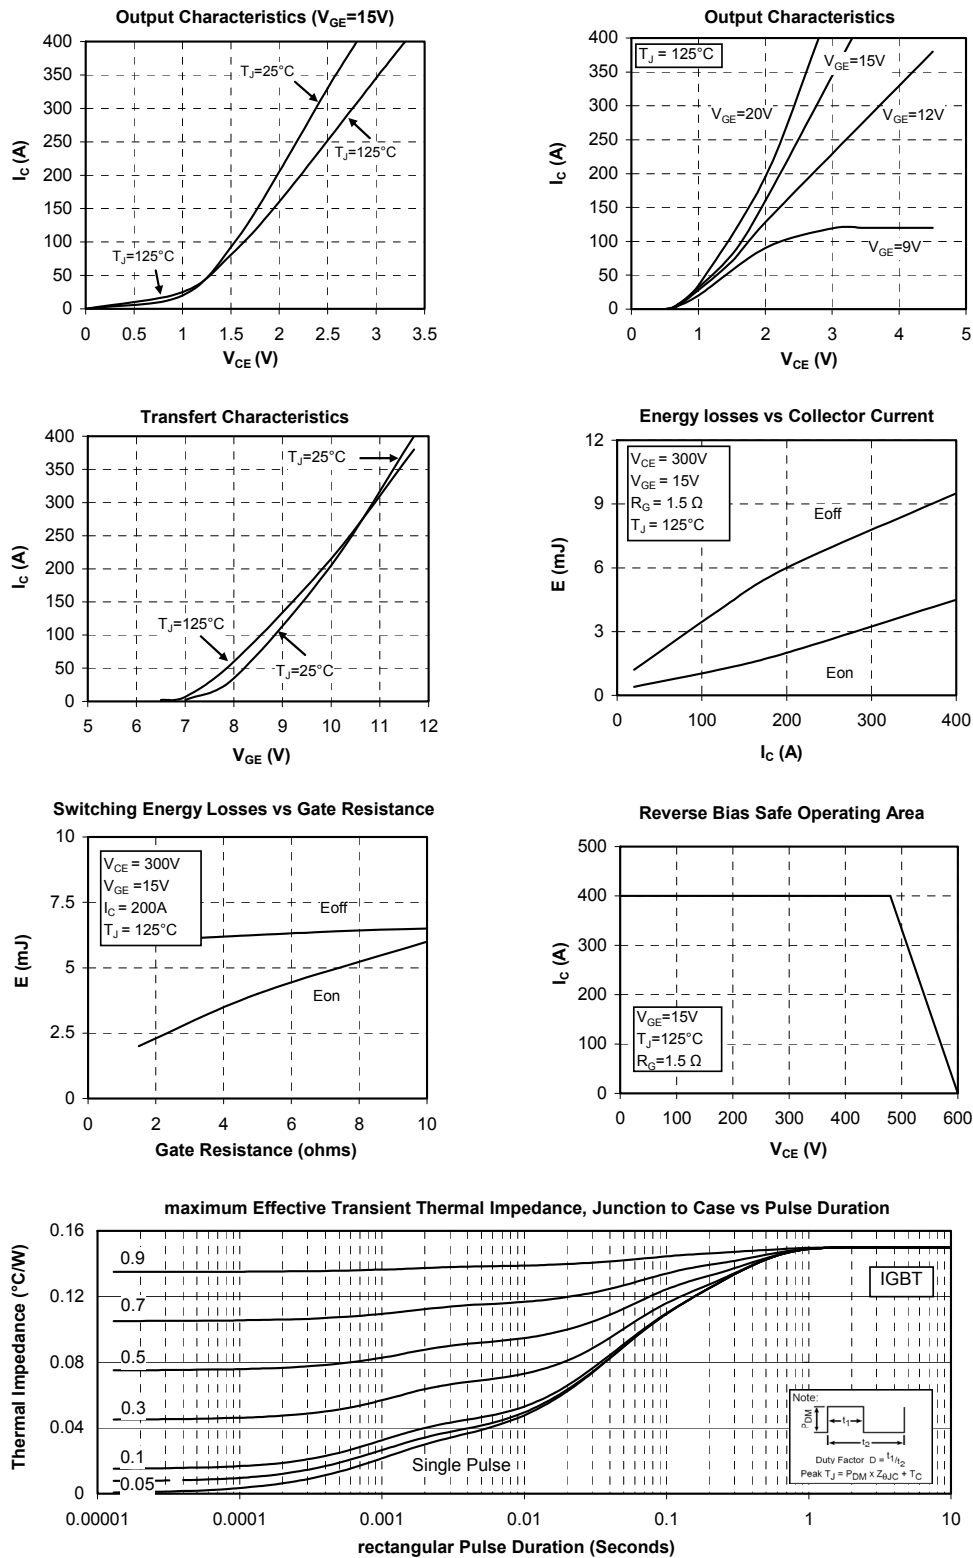 Output Characteristics (VGE=15V)
400
350
300
250
200
150
100
50
0
0 0.5 1 1.5 2 2.5 3 3.5
IC (A)
VCE (V)
TJ=25°C
TJ=125°C
TJ=125°C
Output Characteristics
400
350
300
250
200
150
100
50
0
0 1 2 3 4 5
IC (A)
VCE (V)
TJ = 125°C
VGE=15V
VGE=20V
VGE=12V
VGE=9V
Transfert Characteristics
400
350
300
250
200
150
100
50
0
5 6 7 8 9 10 11 12
IC (A)
VGE (V)
TJ=25°C
TJ=125°C
TJ=25°C
Energy losses vs Collector Current
12
9
6
3
0
0 100 200 300 400
E (mJ)
IC (A)
VCE = 300V
VGE = 15V
RG = 1.5 Ω
TJ = 125°C
Eoff
Eon
Switching Energy Losses vs Gate Resistance
10
7.5
5
2.5
0
0 2 4 6 8 10
E (mJ)
Gate Resistance (ohms)
VCE = 300V
VGE =15V
IC = 200A
TJ = 125°C
Eoff
Eon
Reverse Bias Safe Operating Area
500
400
300
200
100
0
0 100 200 300 400 500 600
IC (A)
VCE (V)
VGE=15V
TJ=125°C
RG=1.5 Ω
maximum Effective Transient Thermal Impedance, Junction to Case vs Pulse Duration
0.16
0.12
0.08
0.04
0
0.00001 0.0001 0.001 0.01 0.1 1 10
Thermal Impedance (°C/W)
rectangular Pulse Duration (Seconds)
0.9
0.7
0.5
0.3
0.1
0.05
Single Pulse
IGBT
Note:
PDM
t1
t2
Duty Factor D = t1/t2
Peak TJ = PDM x ZθJC + TC